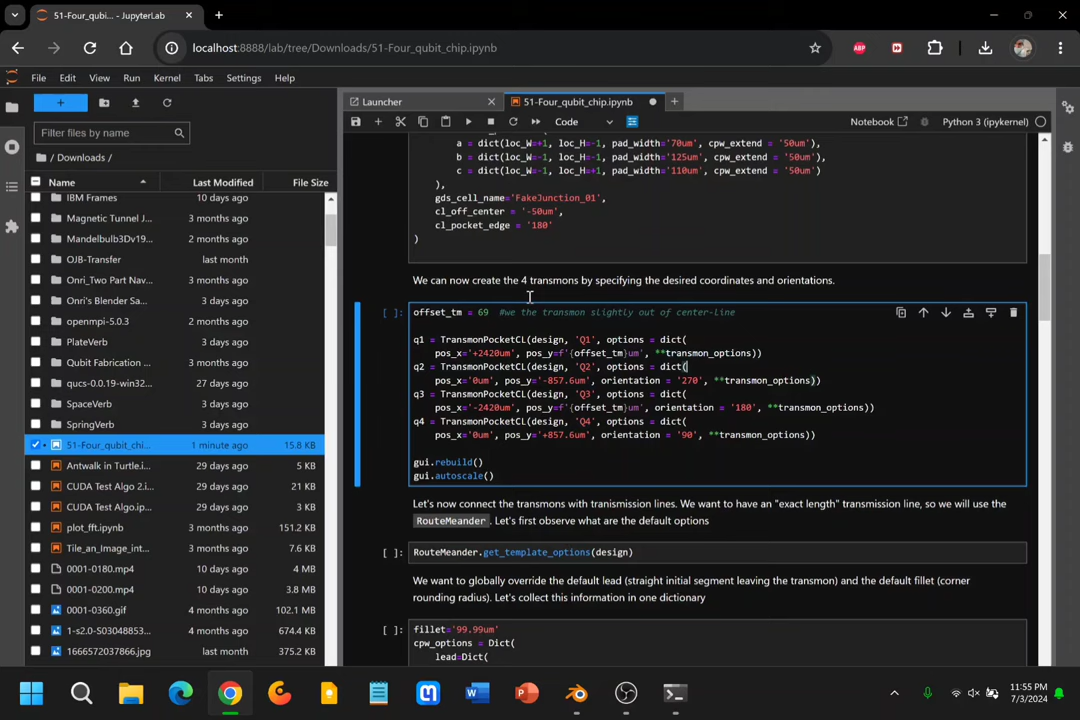 51-Four_qubi... - JupyterLab
localhost:8888/lab/tree/Downloads/51-Four_qubit_chip.ipynb
ABP
File Edit View Run Kernel Tabs Settings Help
Launcher
51-Four_qubit_chip.ipynb
Code
Notebook
Python 3 (ipykernel)
Filter files by name
/ Downloads /
Name Last Modified File Size
IBM Frames 10 days ago
Magnetic Tunnel J... 3 months ago
Mandelbulb3Dv19... 2 months ago
OJB-Transfer last month
Onri_Two Part Nav... 3 months ago
Onri's Blender Sa... 3 days ago
openmpi-5.0.3 2 months ago
PlateVerb 3 days ago
Qubit Fabrication ... 3 months ago
qucs-0.0.19-win32... 2 months ago
SpaceVerb 3 days ago
SpringVerb 3 days ago
51-Four_qubit_chi... 1 minute ago 15.8 KB
Antwalk in Turtle.i... 29 days ago 5 KB
CUDA Test Algo 2.i... 29 days ago 21 KB
CUDA Test Algo.ip... 29 days ago 2 KB
plot_fft.ipynb 3 months ago 151.2 KB
Tile_an_Image_int... 3 months ago 7.6 KB
0001-0180.mp4 10 days ago 4 MB
0001-0200.mp4 10 days ago 3.8 MB
0001-0360.gif 4 months ago 102.1 MB
1-s2.0-S03048853... 4 months ago 674.4 KB
1666572037866.jpg last month 375.2 KB
a = dict(loc_W=+1, loc_H=-1, pad_width='70um', cpw_extend = '50um'),
b = dict(loc_W=-1, loc_H=-1, pad_width='125um', cpw_extend = '50um'),
c = dict(loc_W=-1, loc_H=+1, pad_width='110um', cpw_extend = '50um')
),
gds_cell_name='FakeJunction_01',
cl_off_center = '-50um',
cl_pocket_edge = '180'
)
We can now create the 4 transmons by specifying the desired coordinates and orientations.
[ ]: offset_tm = 69 #we the transmon slightly out of center-line
q1 = TransmonPocketCL(design, 'Q1', options = dict(
pos_x='+2420um', pos_y=f'{offset_tm}um', **transmon_options))
q2 = TransmonPocketCL(design, 'Q2', options = dict(
pos_x='0um', pos_y='-857.6um', orientation = '270', **transmon_options))
q3 = TransmonPocketCL(design, 'Q3', options = dict(
pos_x='-2420um', pos_y=f'{offset_tm}um', orientation = '180', **transmon_options))
q4 = TransmonPocketCL(design, 'Q4', options = dict(
pos_x='0um', pos_y='+857.6um', orientation = '90', **transmon_options))
gui.rebuild()
gui.autoscale()
Let's now connect the transmons with tranismission lines. We want to have an "exact length" transmission line, so we will use the
RouteMeander . Let's first observe what are the default options
[ ]: RouteMeander.get_template_options(design)
We want to globally override the default lead (straight initial segment leaving the transmon) and the default fillet (corner
rounding radius). Let's collect this information in one dictionary
[ ]: fillet='99.99um'
cpw_options = Dict(
lead=Dict(
11:55 PM
7/3/2024